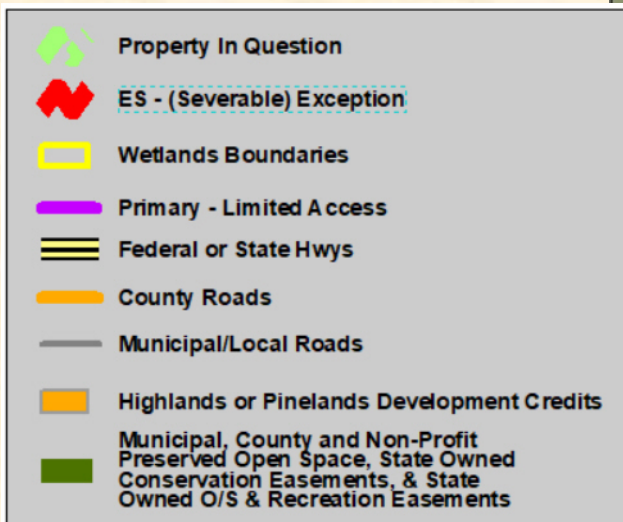 Property In Question
ES - (Severable) Exception
Wetlands Boundaries
Primary - Limited Access
Federal or State Hwys
County Roads
Municipal/Local Roads
Highlands or Pinelands Development Credits
Municipal, County and Non-Profit
Preserved Open Space, State Owned
Conservation Easements, & State
Owned O/S & Recreation Easements